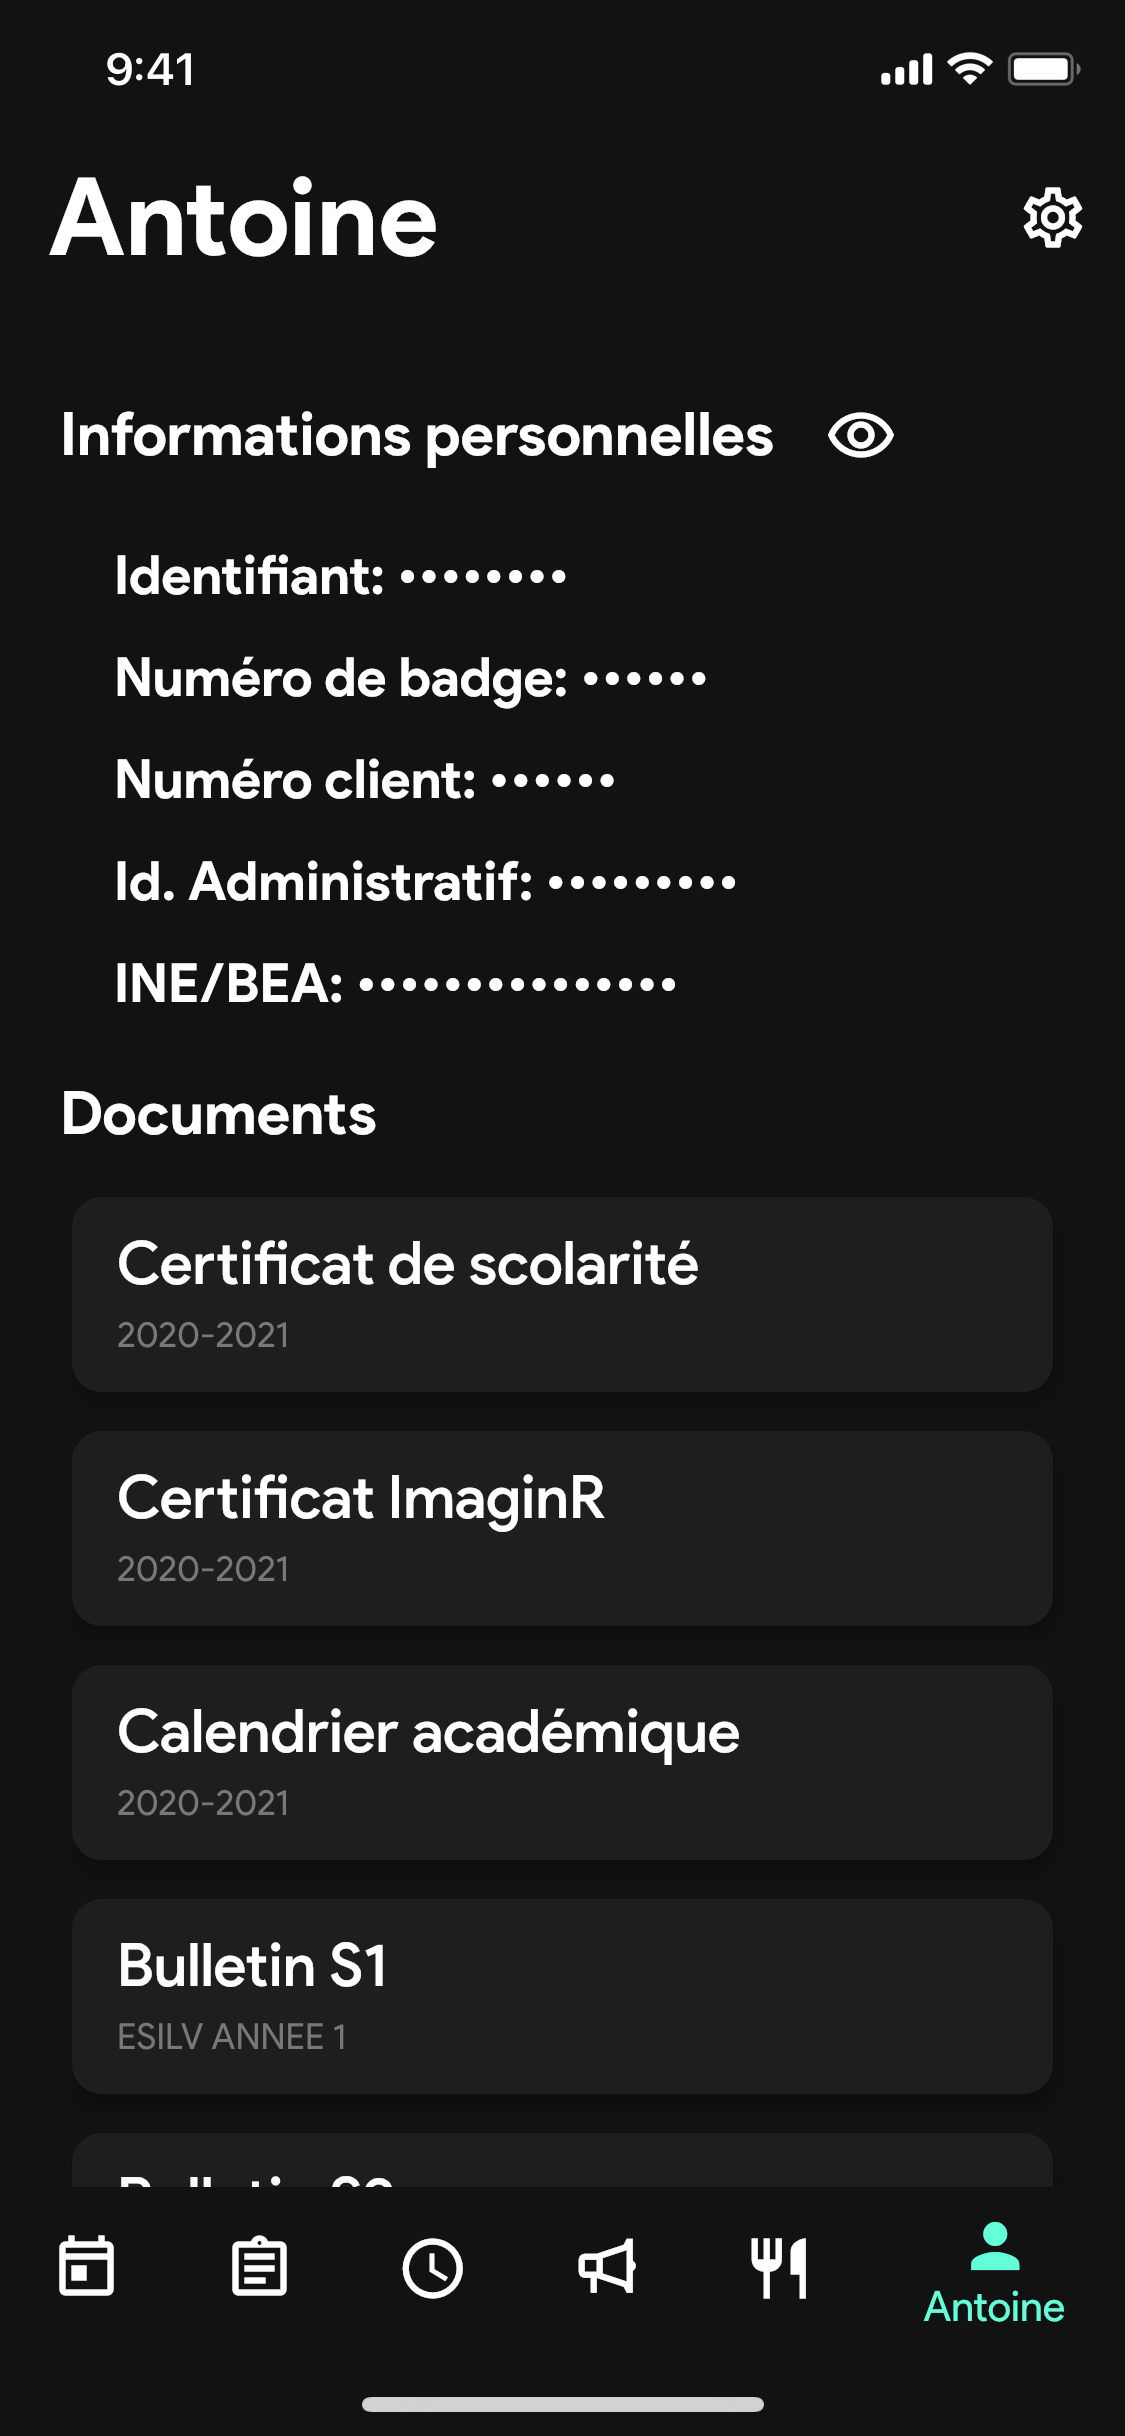 9:41
Antoine
Informations personnelles
Identifiant: ••••••••
Numéro de badge: ••••••
Numéro client: ••••••
Id. Administratif: •••••••••
INE/BEA: •••••••••••••••
Documents
Certificat de scolarité
2020-2021
Certificat ImaginR
2020-2021
Calendrier académique
2020-2021
Bulletin S1
ESILV ANNEE 1
Antoine